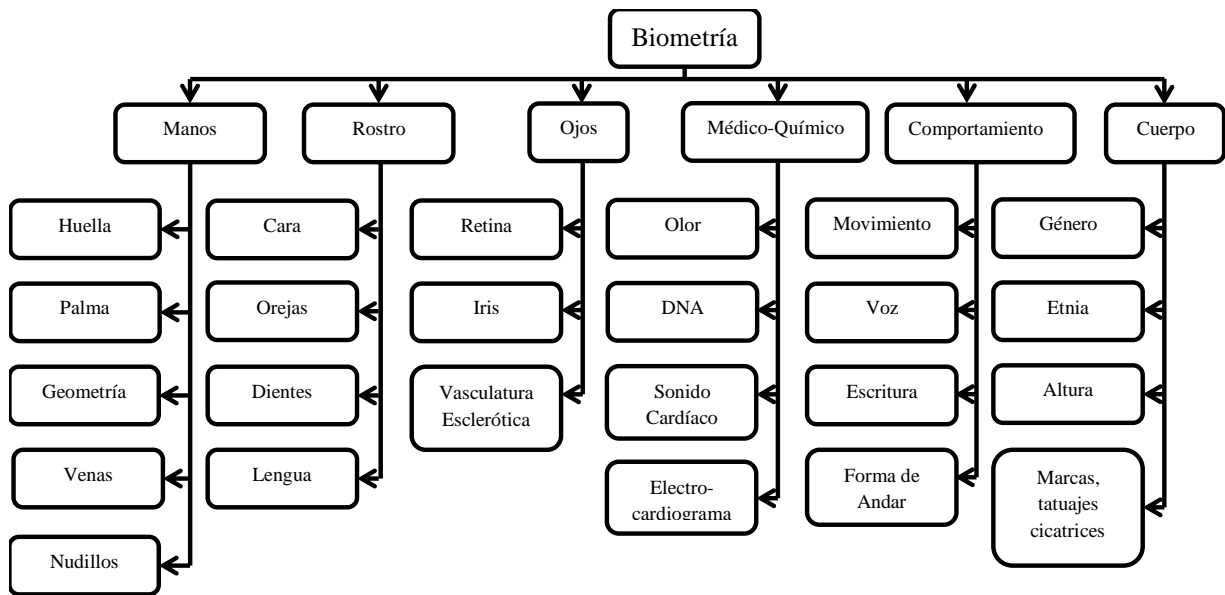 Biometría
Manos
Rostro
Ojos
Médico-Químico
Comportamiento
Cuerpo
Huella
Cara
Retina
Olor
Movimiento
Género
Palma
Orejas
Iris
DNA
Voz
Etnia
Geometría
Dientes
Vasculatura
Esclerótica
Sonido
Cardíaco
Escritura
Altura
Venas
Lengua
Electro-
cardiograma
Forma de
Andar
Marcas,
tatuajes
cicatrices
Nudillos